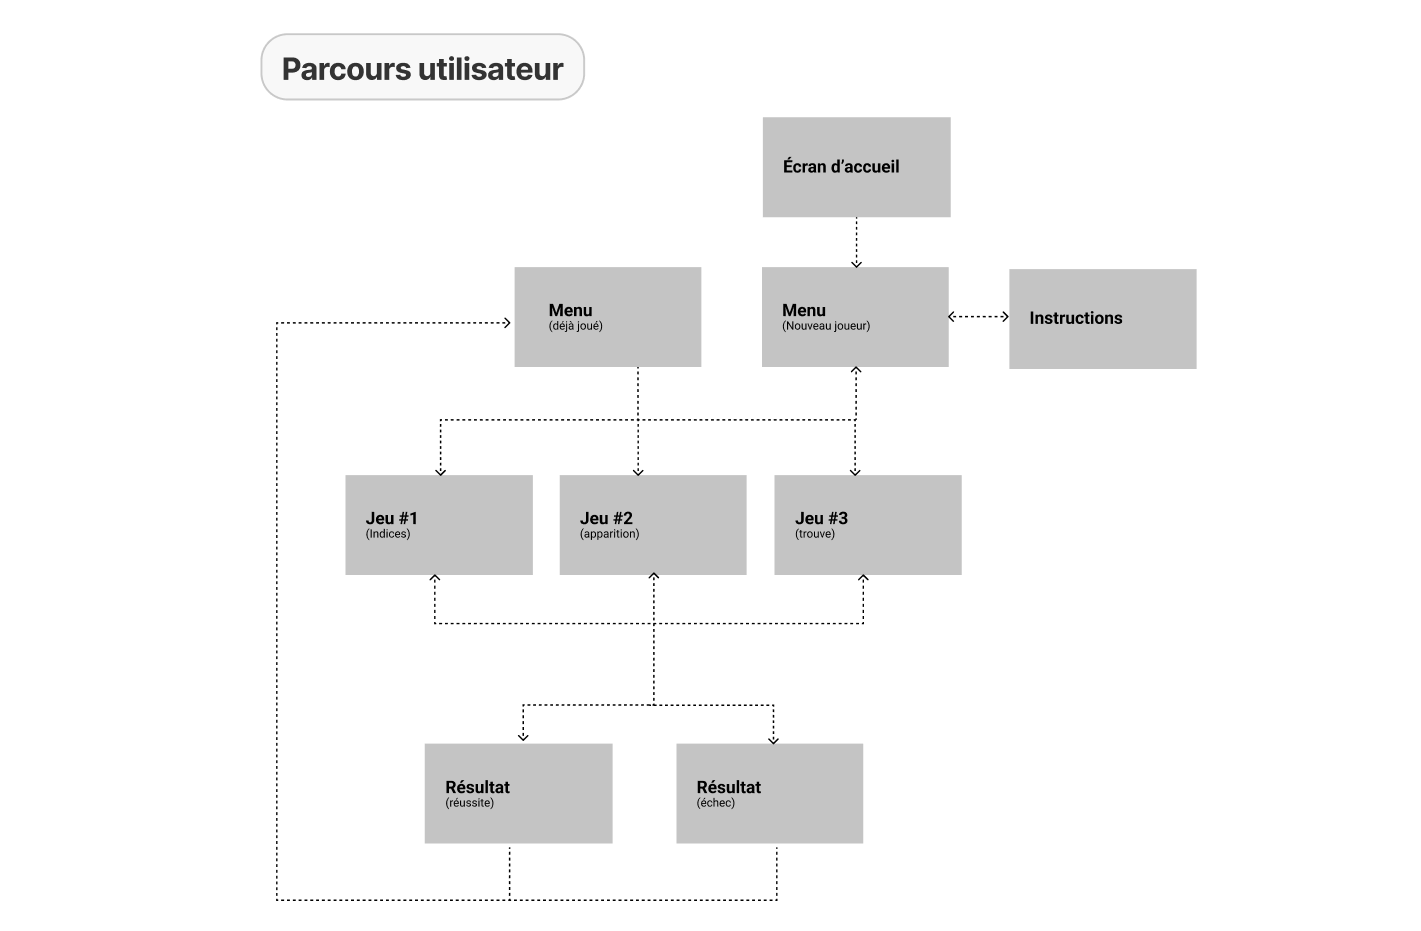 Parcours utilisateur
Écran d’accueil
Menu
(déjà joué)
Menu
(Nouveau joueur)
Instructions
Jeu #1
(Indices)
Jeu #2
(apparition)
Jeu #3
(trouve)
Résultat
(réussite)
Résultat
(échec)